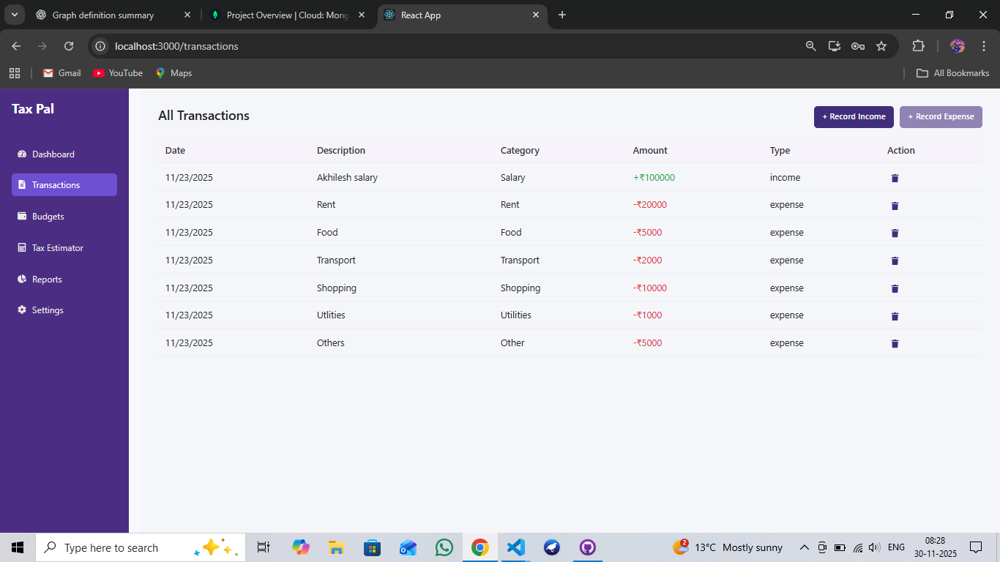 Graph definition summary
Project Overview | Cloud: Mong
React App
localhost:3000/transactions
Gmail
YouTube
Maps
All Bookmarks
Tax Pal
Dashboard
Transactions
Budgets
Tax Estimator
Reports
Settings
All Transactions
+ Record Income
+ Record Expense
Date Description Category Amount Type Action
11/23/2025 Akhilesh salary Salary +₹100000 income
11/23/2025 Rent Rent -₹20000 expense
11/23/2025 Food Food -₹5000 expense
11/23/2025 Transport Transport -₹2000 expense
11/23/2025 Shopping Shopping -₹10000 expense
11/23/2025 Utlities Utilities -₹1000 expense
11/23/2025 Others Other -₹5000 expense
Type here to search
2
13°C Mostly sunny
ENG
08:28
30-11-2025